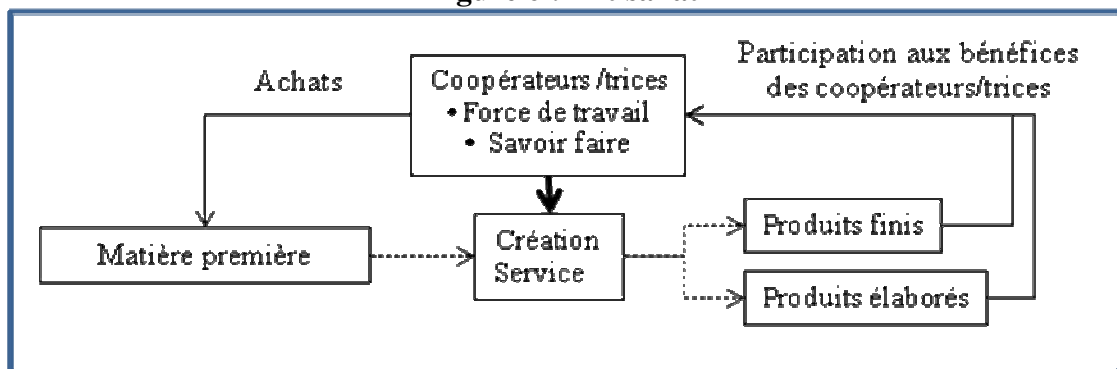 Participation aux bénéfices
des coopérateurs/trices
Achats
Coopérateurs/trices
• Force de travail
• Savoir faire
Matière première
Création
Service
Produits finis
Produits élaborés